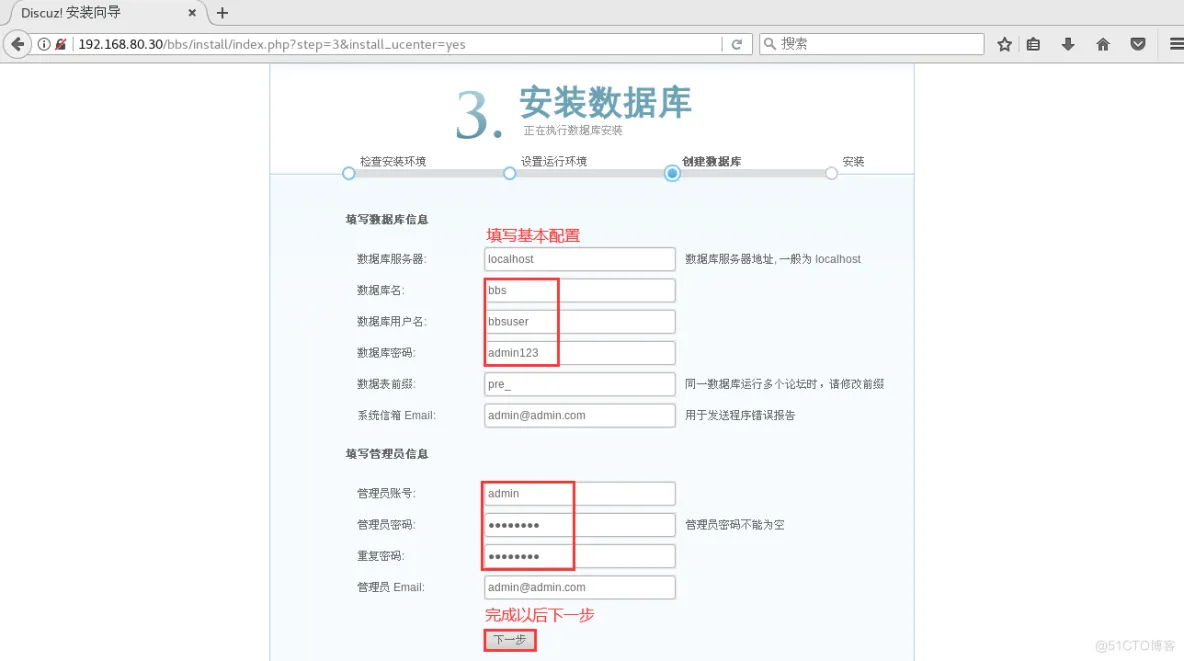 Discuz! 安装向导
192.168.80.30/bbs/install/index.php?step=3&install_ucenter=yes
搜索
3. 安装数据库
正在执行数据库安装
检查安装环境 设置运行环境 创建数据库 安装
填写数据库信息
填写基本配置
数据库服务器: localhost 数据库服务器地址, 一般为 localhost
数据库名: bbs
数据库用户名: bbsuser
数据库密码: admin123
数据表前缀: pre_ 同一数据库运行多个论坛时，请修改前缀
系统信箱 Email: admin@admin.com 用于发送程序错误报告
填写管理员信息
管理员账号: admin
管理员密码: ●●●●●●●● 管理员密码不能为空
重复密码: ●●●●●●●●
管理员 Email: admin@admin.com
完成以后下一步
下一步
@51CTO博客